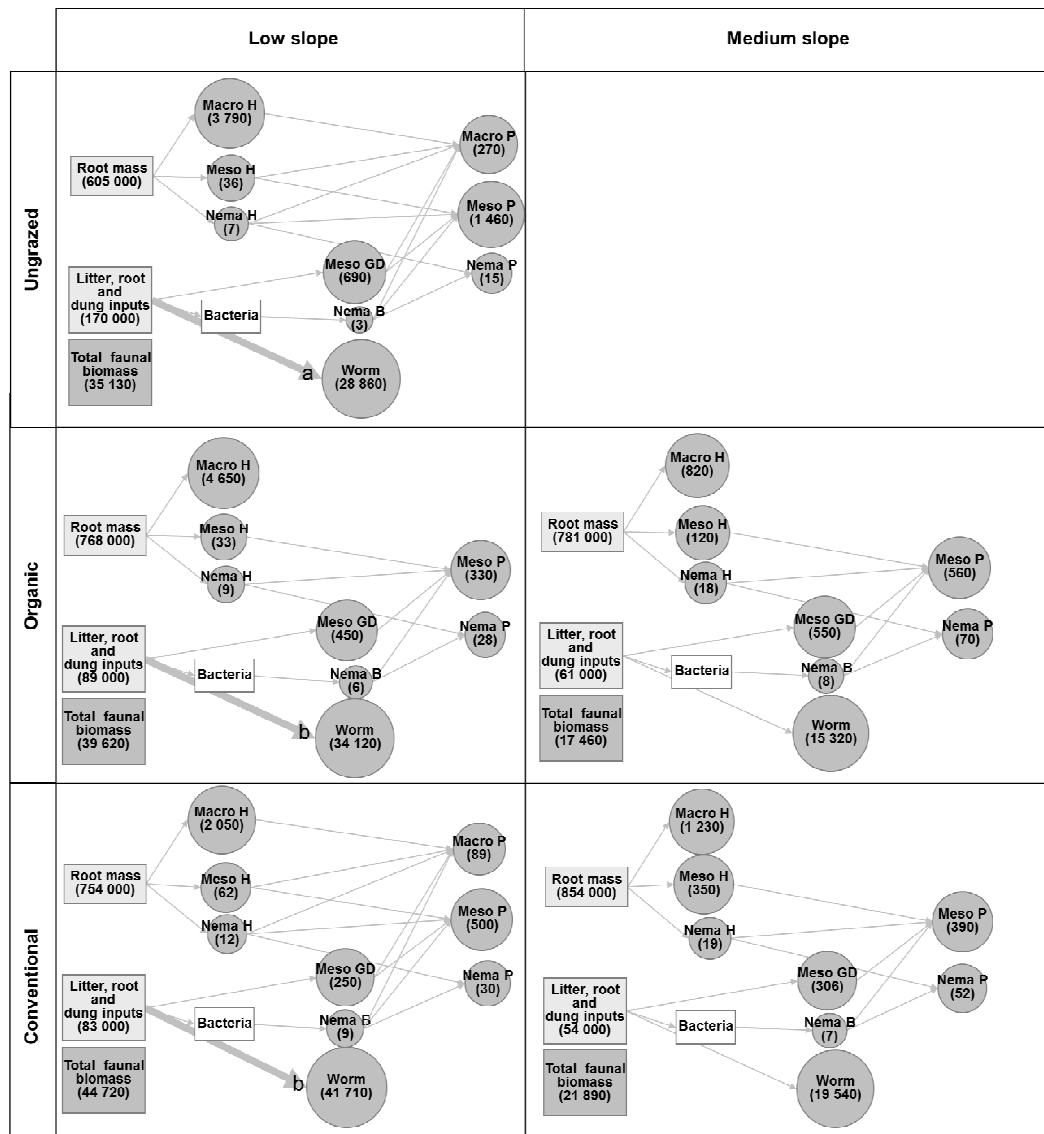 Low slope
Medium slope
Ungrazed
Macro H
(3 790)
Root mass
(605 000)
Meso H
(36)
Nema H
(7)
Macro P
(270)
Meso P
(1 460)
Nema P
(15)
Litter, root
and
dung inputs
(170 000)
Meso GD
(690)
Bacteria
Nema B
(3)
Total faunal
biomass
(35 130)
a
Worm
(28 860)
Organic
Macro H
(4 650)
Root mass
(768 000)
Meso H
(33)
Nema H
(9)
Meso P
(330)
Nema P
(28)
Litter, root
and
dung inputs
(89 000)
Meso GD
(450)
Bacteria
Nema B
(6)
Total faunal
biomass
(39 620)
b
Worm
(34 120)
Macro H
(820)
Root mass
(781 000)
Meso H
(120)
Nema H
(18)
Meso P
(560)
Nema P
(70)
Litter, root
and
dung inputs
(61 000)
Meso GD
(550)
Bacteria
Nema B
(8)
Total faunal
biomass
(17 460)
Worm
(15 320)
Conventional
Macro H
(2 050)
Root mass
(754 000)
Meso H
(62)
Nema H
(12)
Macro P
(89)
Meso P
(500)
Nema P
(30)
Litter, root
and
dung inputs
(83 000)
Meso GD
(250)
Bacteria
Nema B
(9)
Total faunal
biomass
(44 720)
b
Worm
(41 710)
Macro H
(1 230)
Root mass
(854 000)
Meso H
(350)
Nema H
(19)
Meso P
(390)
Nema P
(52)
Litter, root
and
dung inputs
(54 000)
Meso GD
(306)
Bacteria
Nema B
(7)
Total faunal
biomass
(21 890)
Worm
(19 540)